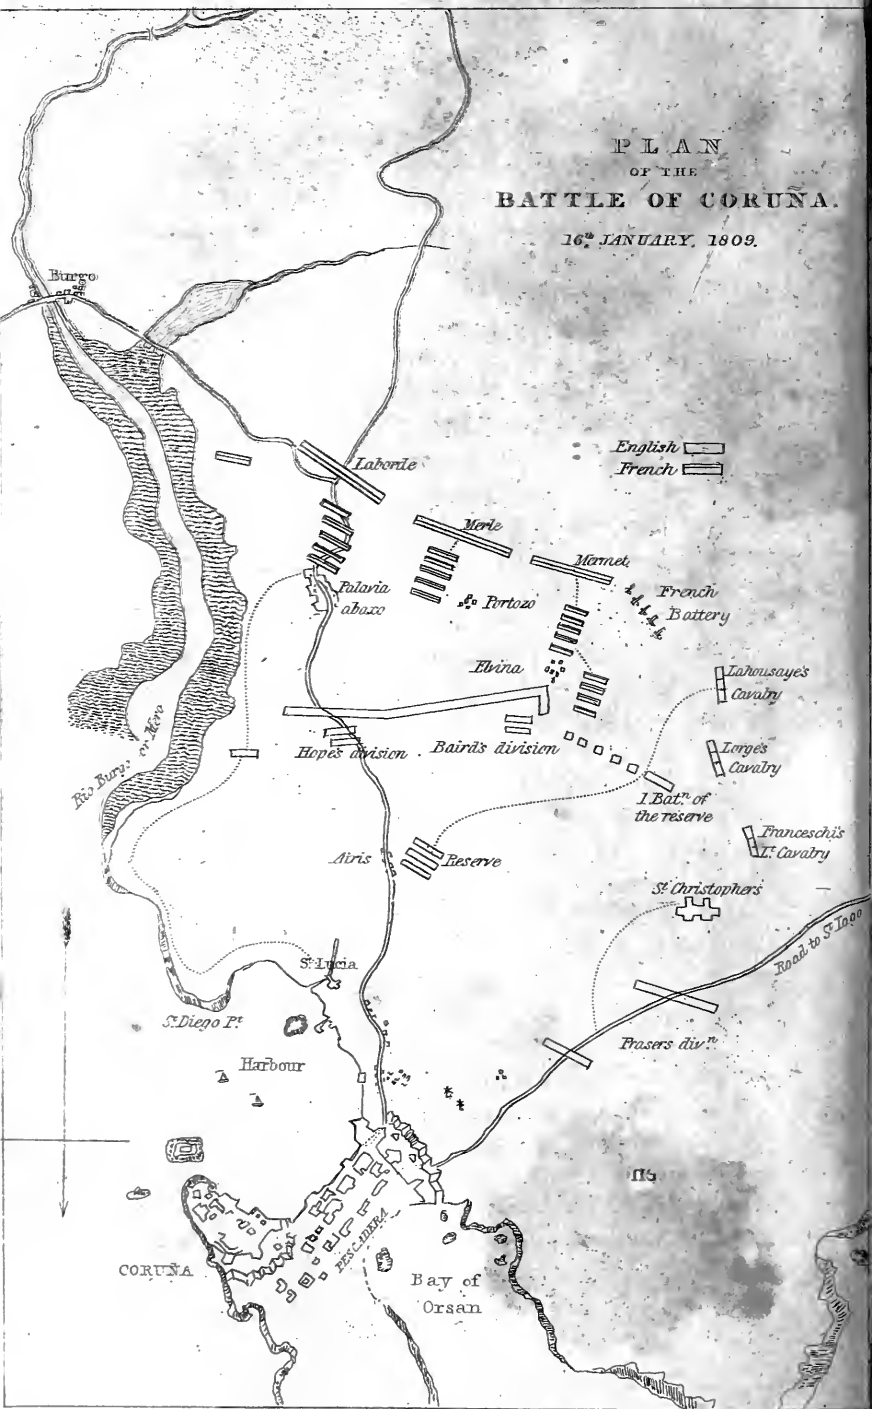 PLAN
OF THE
BATTLE OF CORUÑA.
16th JANUARY, 1809.
Burgo
English
French
Laborde
Merle
Mermet
Palavia
abaxo
Portozo
French
Battery
Elvina
Lahousaye's
Cavalry
Hope's division
Baird's division
Lorge's
Cavalry
Rio Burgo or Mero
1. Batn. of
the reserve
Airis
Reserve
Franceschi's
Lt. Cavalry
St. Christophers
Road to St. Iago
St. Lucia
St. Diego Pt.
Frasers divn.
Harbour
PESCADERA
CORUÑA
Bay of
Orsan